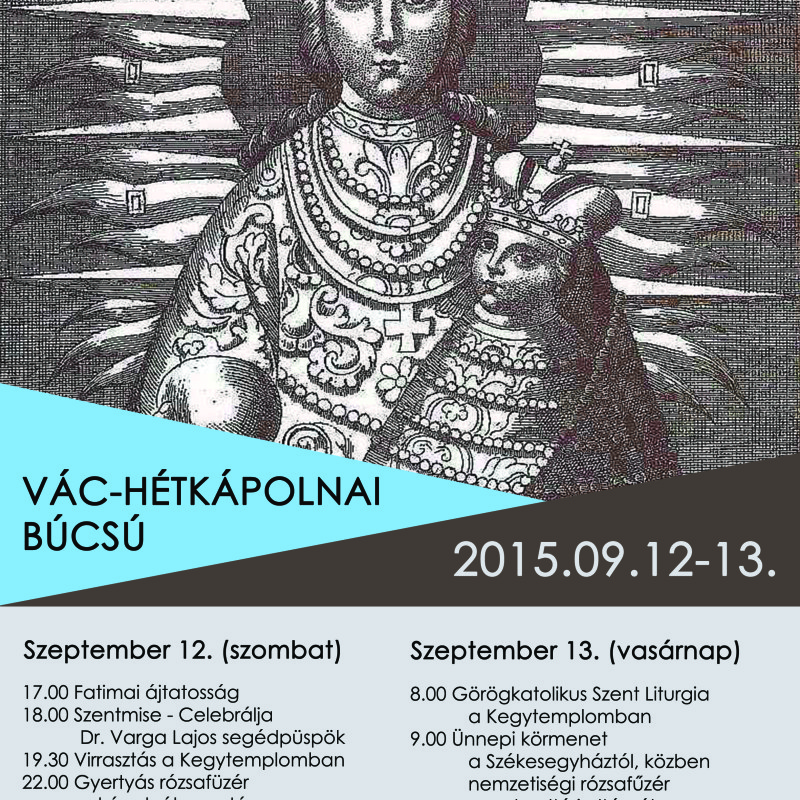 VÁC-HÉTKÁPOLNAI
BÚCSÚ
2015.09.12-13.
Szeptember 12. (szombat)
17.00 Fatimai ájtatosság
18.00 Szentmise - Celebrálja
Dr. Varga Lajos segédpüspök
19.30 Virrasztás a Kegytemplomban
22.00 Gyertyás rózsafüzér
Szeptember 13. (vasárnap)
8.00 Görögkatolikus Szent Liturgia
a Kegytemplomban
9.00 Ünnepi körmenet
a Székesegyháztól, közben
nemzetiségi rózsafűzér